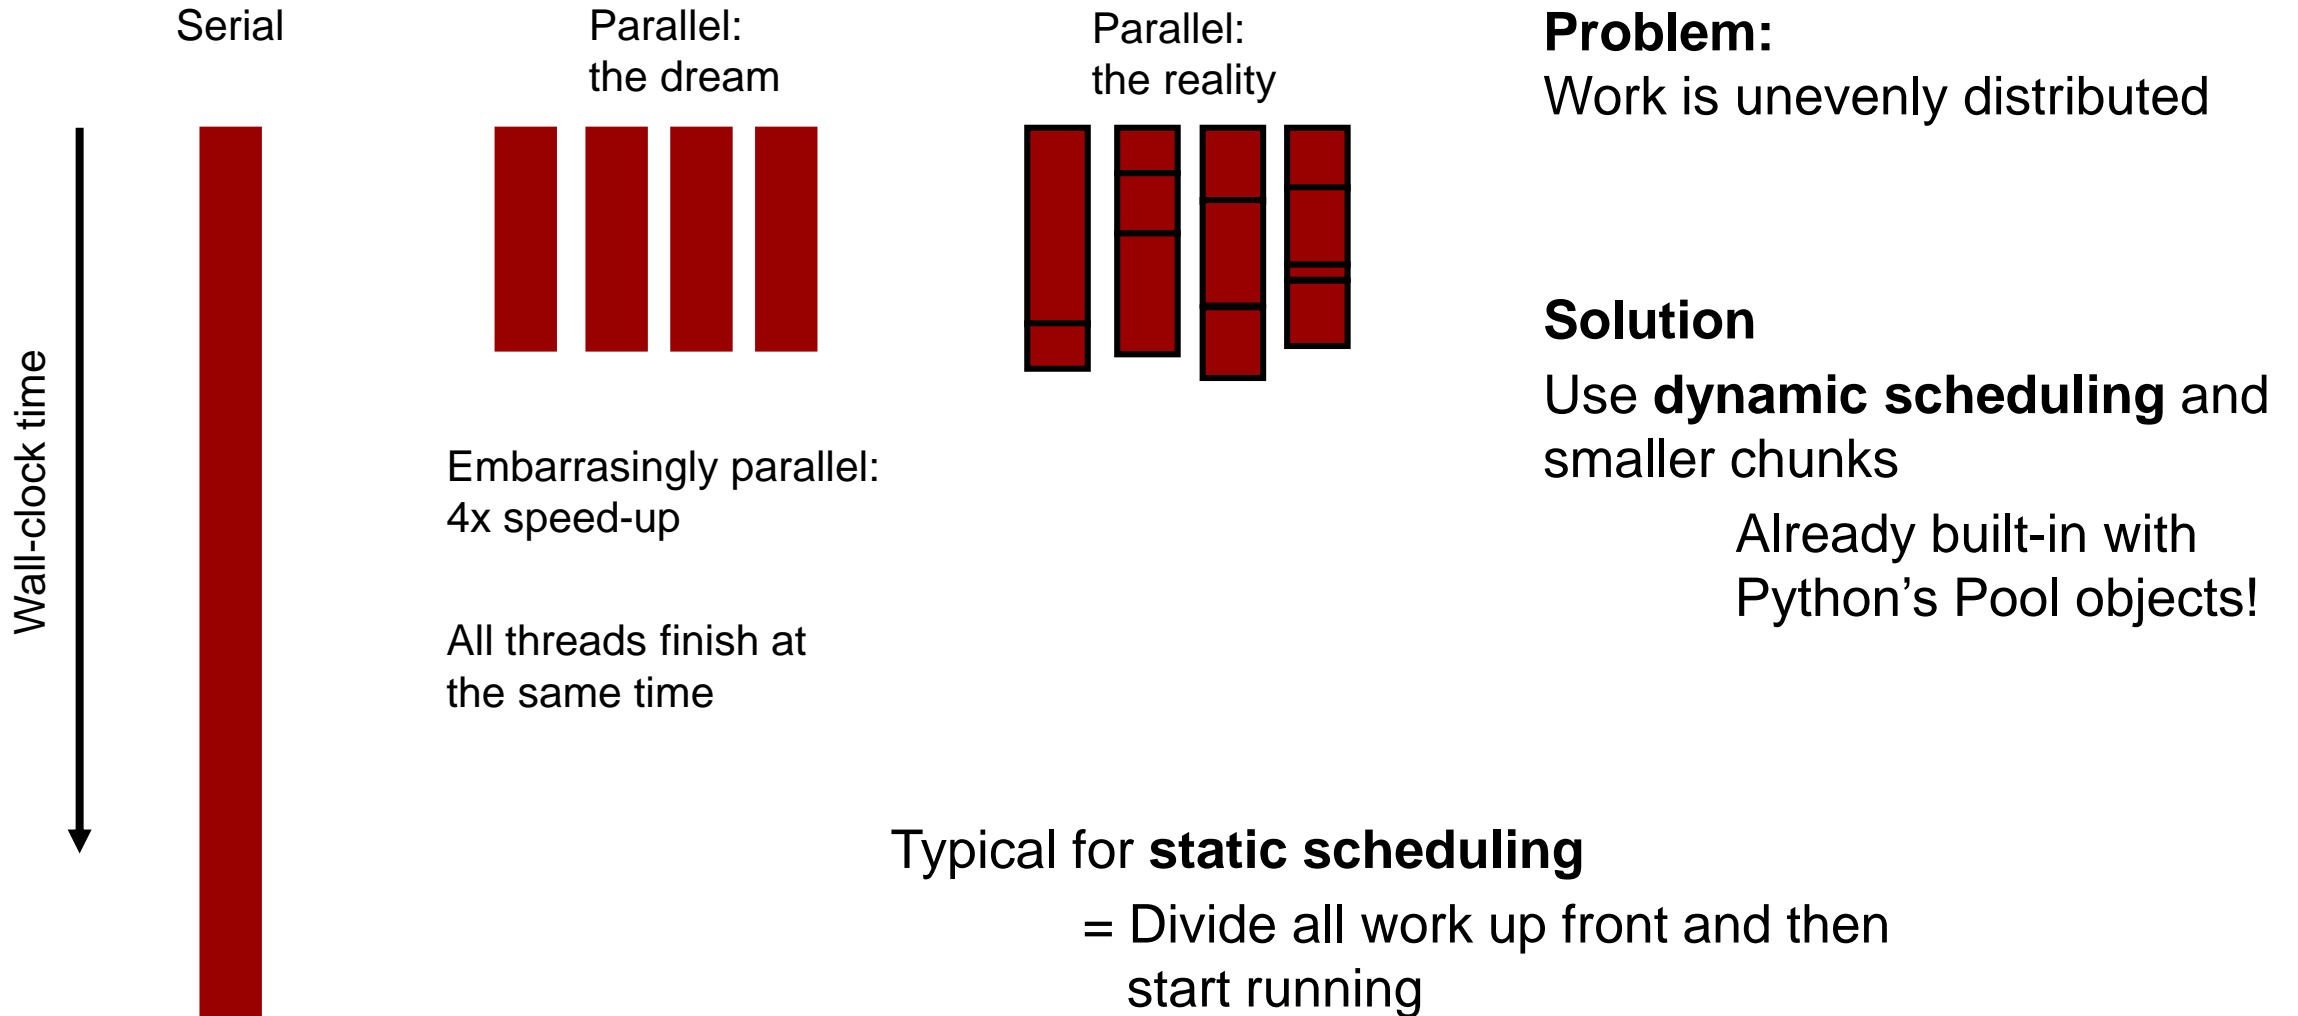 Serial
Parallel:
the dream
Parallel:
the reality
Problem:
Work is unevenly distributed
Wall-clock time
Embarrasingly parallel:
4x speed-up
All threads finish at
the same time
Solution
Use dynamic scheduling and
smaller chunks
Already built-in with
Python’s Pool objects!
Typical for static scheduling
= Divide all work up front and then
start running